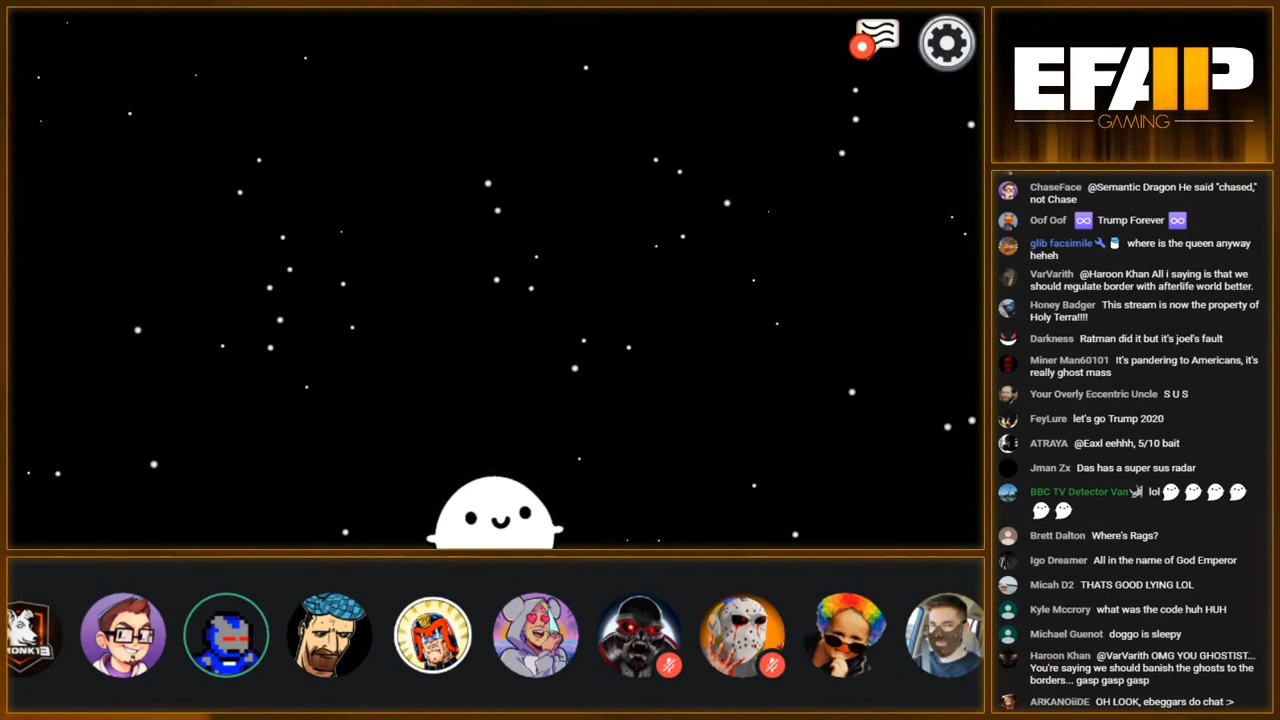 EFAP
GAMING
ChaseFace @Semantic Dragon He said "chased,"
not Chase
Oof Oof ♾ Trump Forever ♾
glib facsimile where is the queen anyway
heheh
VarVarith @Haroon Khan All i saying is that we
should regulate border with afterlife world better.
Honey Badger This stream is now the property of
Holy Terra!!!!
Darkness Ratman did it but it's joel's fault
Miner Man60101 It's pandering to Americans, it's
really ghost mass
Your Overly Eccentric Uncle S U S
FeyLure let's go Trump 2020
ATRAYA @Eaxl eehhh, 5/10 bait
Jman Zx Das has a super sus radar
BBC TV Detector Van lol
Brett Dalton Where's Rags?
Igo Dreamer All in the name of God Emperor
Micah D2 THATS GOOD LYING LOL
Kyle Mccrory what was the code huh HUH
Michael Guenot doggo is sleepy
Haroon Khan @VarVarith OMG YOU GHOSTIST...
You're saying we should banish the ghosts to the
borders... gasp gasp gasp
ARKANOiiDE OH LOOK, ebeggars do chat :>